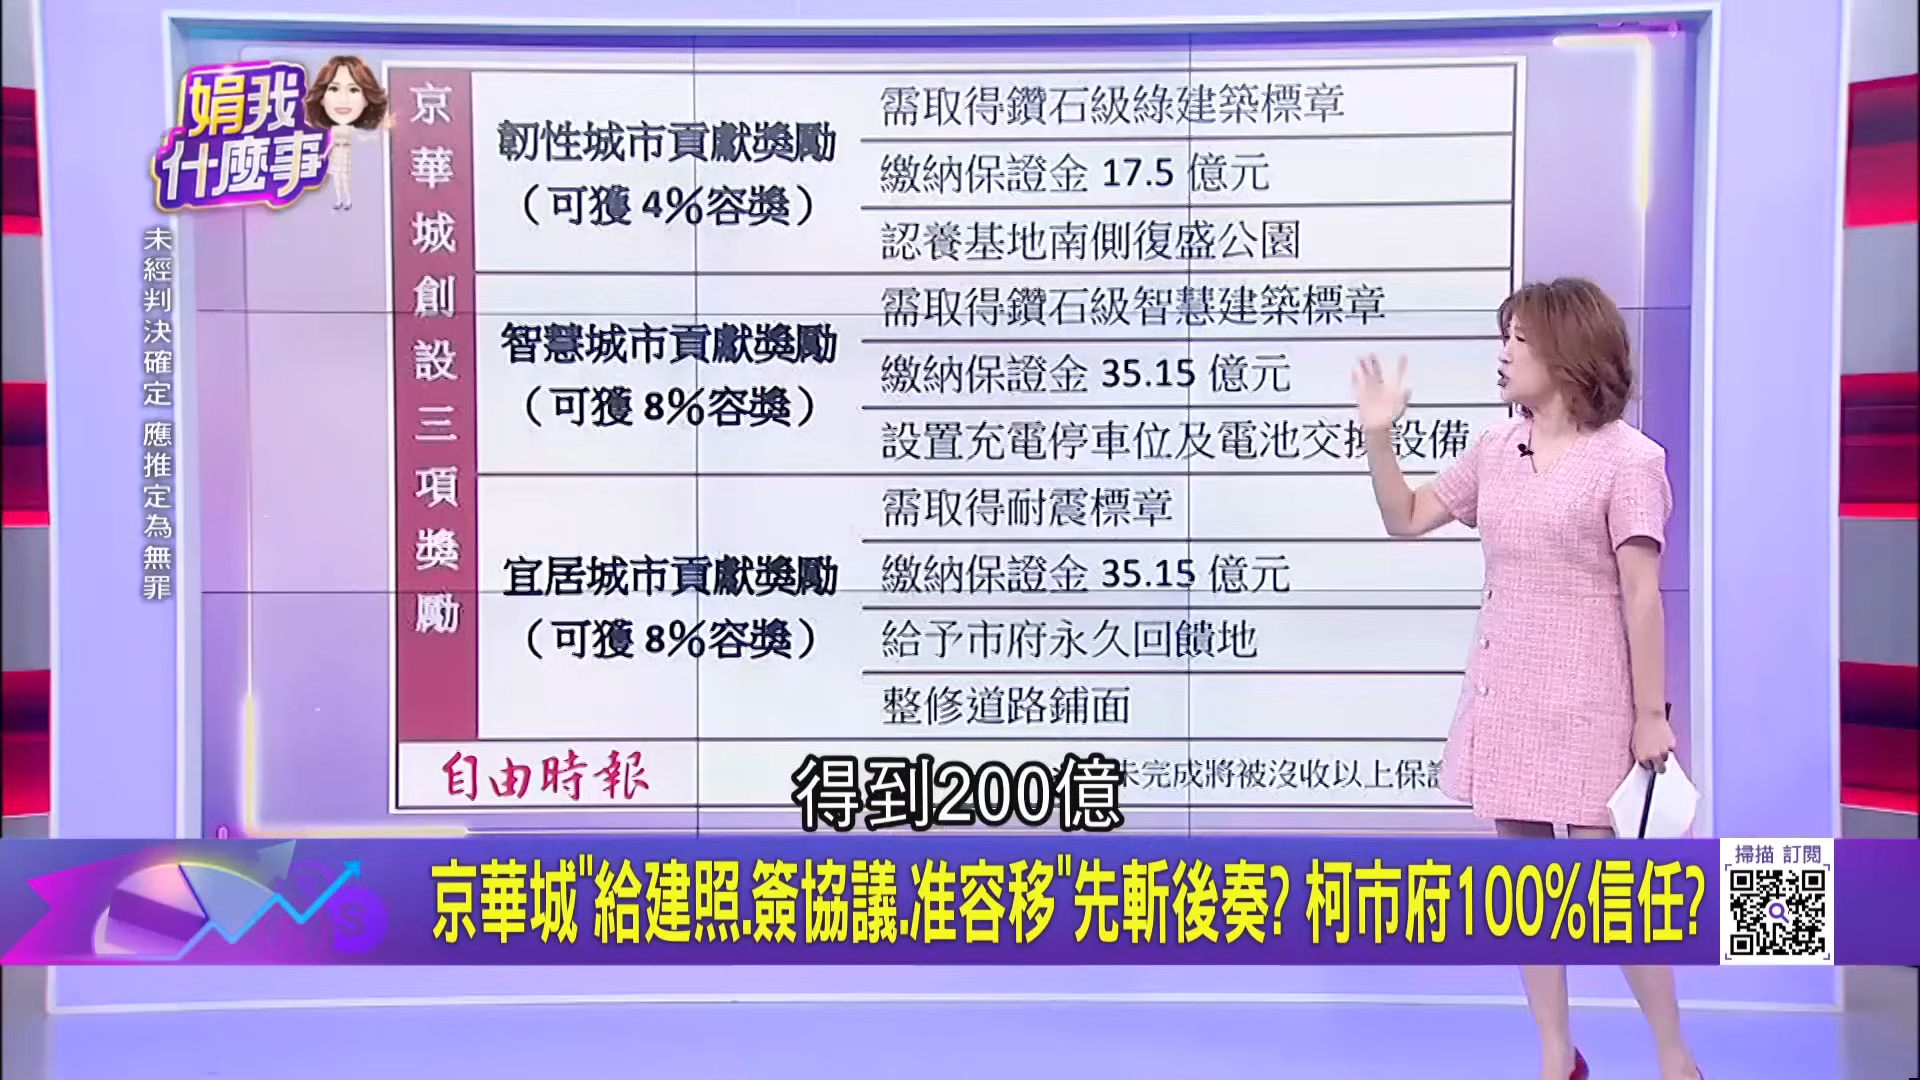 娟我
什麼事
未經判決確定 應推定為無罪
京華城創設三項獎勵
韌性城市貢獻獎勵
（可獲 4%容獎）
需取得鑽石級綠建築標章
繳納保證金 17.5 億元
認養基地南側復盛公園
智慧城市貢獻獎勵
（可獲 8%容獎）
需取得鑽石級智慧建築標章
繳納保證金 35.15 億元
設置充電停車位及電池交換設備
宜居城市貢獻獎勵
（可獲 8%容獎）
需取得耐震標章
繳納保證金 35.15 億元
給予市府永久回饋地
整修道路鋪面
自由時報
未完成將被沒收以上保
得到200億
京華城"給建照.簽協議.准容移"先斬後奏? 柯市府100%信任?
掃描 訂閱